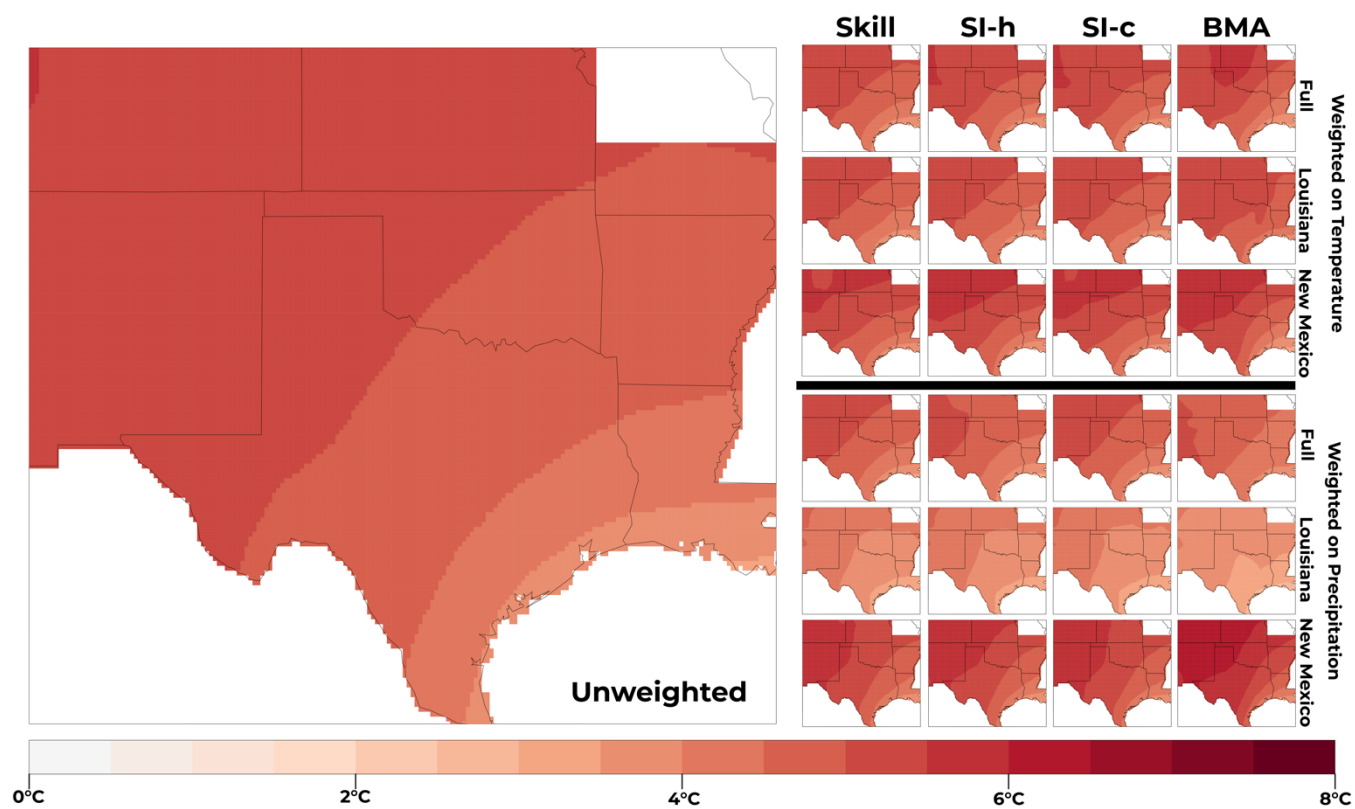 Skill SI-h SI-c BMA
Full
Louisiana
New Mexico
Weighted on Temperature
Full
Louisiana
New Mexico
Weighted on Precipitation
Unweighted
0°C 2°C 4°C 6°C 8°C